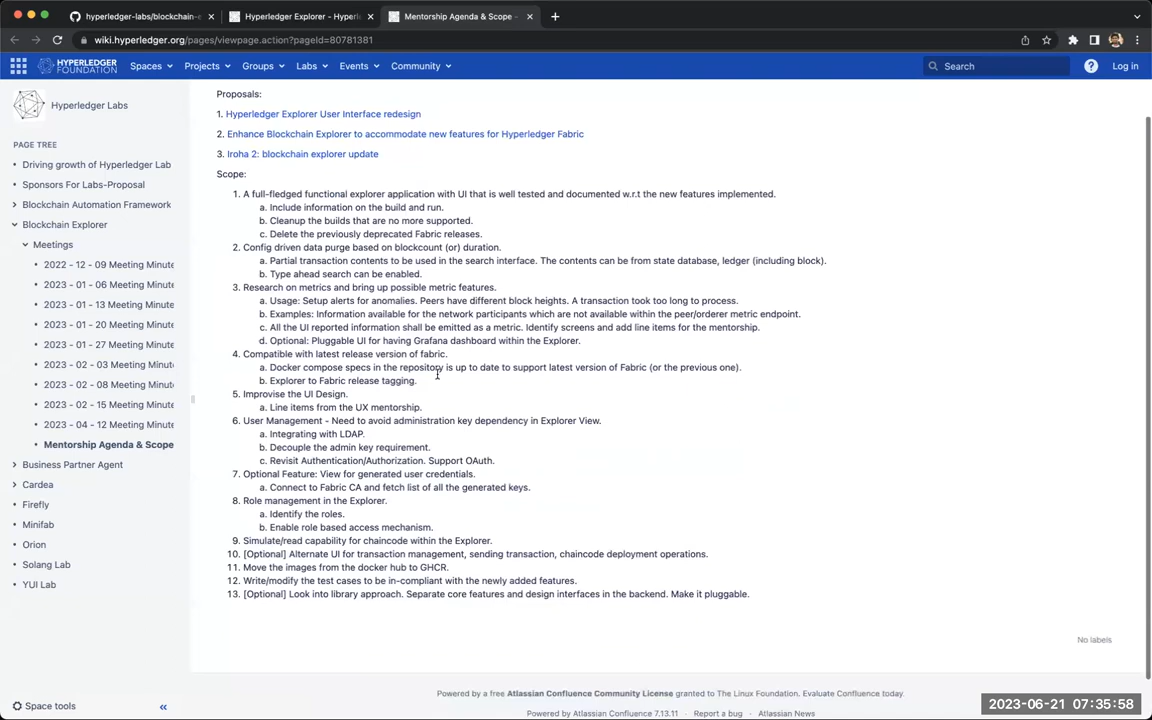 hyperledger-labs/blockchain-e
Hyperledger Explorer - Hyperle
Mentorship Agenda & Scope -
wiki.hyperledger.org/pages/viewpage.action?pageId=80781381
HYPERLEDGER FOUNDATION
Spaces
Projects
Groups
Labs
Events
Community
Search
Log in
Hyperledger Labs
PAGE TREE
Driving growth of Hyperledger Lab
Sponsors For Labs-Proposal
Blockchain Automation Framework
Blockchain Explorer
Meetings
2022 - 12 - 09 Meeting Minute
2023 - 01 - 06 Meeting Minute
2023 - 01 - 13 Meeting Minute
2023 - 01 - 20 Meeting Minute
2023 - 01 - 27 Meeting Minute
2023 - 02 - 03 Meeting Minute
2023 - 02 - 08 Meeting Minute
2023 - 02 - 15 Meeting Minute
2023 - 04 - 12 Meeting Minute
Mentorship Agenda & Scope
Business Partner Agent
Cardea
Firefly
Minifab
Orion
Solang Lab
YUI Lab
Space tools
Proposals:
1. Hyperledger Explorer User Interface redesign
2. Enhance Blockchain Explorer to accommodate new features for Hyperledger Fabric
3. Iroha 2: blockchain explorer update
Scope:
1. A full-fledged functional explorer application with UI that is well tested and documented w.r.t the new features implemented.
a. Include information on the build and run.
b. Cleanup the builds that are no more supported.
c. Delete the previously deprecated Fabric releases.
2. Config driven data purge based on blockcount (or) duration.
a. Partial transaction contents to be used in the search interface. The contents can be from state database, ledger (including block).
b. Type ahead search can be enabled.
3. Research on metrics and bring up possible metric features.
a. Usage: Setup alerts for anomalies. Peers have different block heights. A transaction took too long to process.
b. Examples: Information available for the network participants which are not available within the peer/orderer metric endpoint.
c. All the UI reported information shall be emitted as a metric. Identify screens and add line items for the mentorship.
d. Optional: Pluggable UI for having Grafana dashboard within the Explorer.
4. Compatible with latest release version of fabric.
a. Docker compose specs in the repository is up to date to support latest version of Fabric (or the previous one).
b. Explorer to Fabric release tagging.
5. Improvise the UI Design.
a. Line items from the UX mentorship.
6. User Management - Need to avoid administration key dependency in Explorer View.
a. Integrating with LDAP.
b. Decouple the admin key requirement.
c. Revisit Authentication/Authorization. Support OAuth.
7. Optional Feature: View for generated user credentials.
a. Connect to Fabric CA and fetch list of all the generated keys.
8. Role management in the Explorer.
a. Identify the roles.
b. Enable role based access mechanism.
9. Simulate/read capability for chaincode within the Explorer.
10. [Optional] Alternate UI for transaction management, sending transaction, chaincode deployment operations.
11. Move the images from the docker hub to GHCR.
12. Write/modify the test cases to be in-compliant with the newly added features.
13. [Optional] Look into library approach. Separate core features and design interfaces in the backend. Make it pluggable.
No labels
Powered by a free Atlassian Confluence Community License granted to The Linux Foundation. Evaluate Confluence today.
Powered by Atlassian Confluence 7.13.11 · Report a bug · Atlassian News
2023-06-21 07:35:58